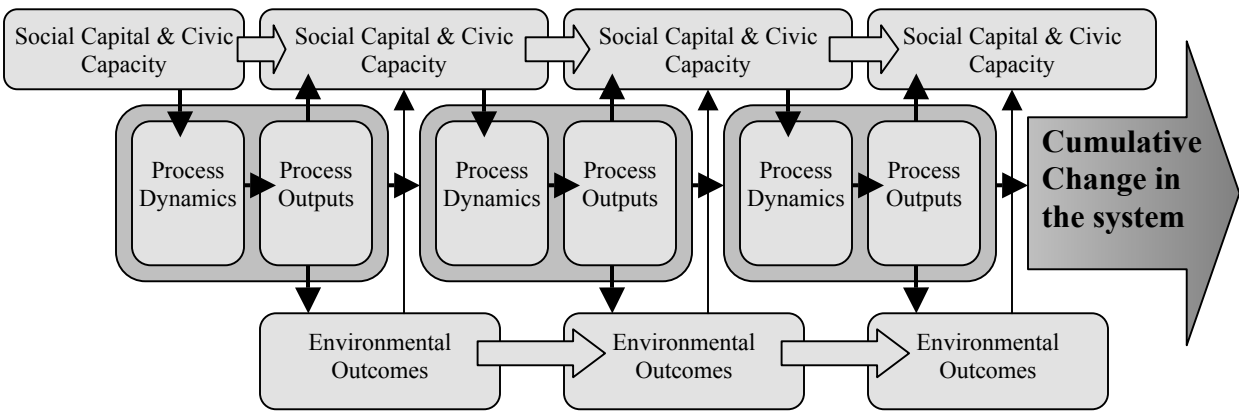 Social Capital & Civic
Capacity
Social Capital & Civic
Capacity
Social Capital & Civic
Capacity
Social Capital & Civic
Capacity
Process
Dynamics
Process
Outputs
Process
Dynamics
Process
Outputs
Process
Dynamics
Process
Outputs
Cumulative
Change in
the system
Environmental
Outcomes
Environmental
Outcomes
Environmental
Outcomes